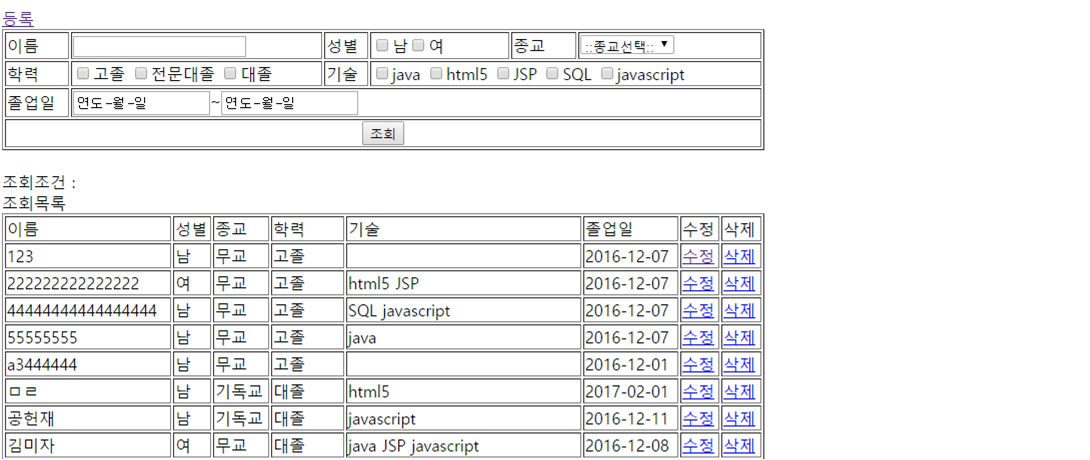 등록
이름 성별 남 여 종교 ::종교선택::
학력 고졸 전문대졸 대졸 기술 java html5 JSP SQL javascript
졸업일 연도-월-일 ~ 연도-월-일
조회
조회조건 :
조회목록
이름 성별 종교 학력 기술 졸업일 수정 삭제
123 남 무교 고졸 2016-12-07 수정 삭제
222222222222222 여 무교 고졸 html5 JSP 2016-12-07 수정 삭제
44444444444444444 남 무교 고졸 SQL javascript 2016-12-07 수정 삭제
55555555 남 무교 고졸 java 2016-12-07 수정 삭제
a3444444 남 무교 고졸 2016-12-01 수정 삭제
ㅁㄹ 남 기독교 대졸 html5 2017-02-01 수정 삭제
공헌재 남 기독교 대졸 javascript 2016-12-11 수정 삭제
김미자 여 무교 대졸 java JSP javascript 2016-12-08 수정 삭제